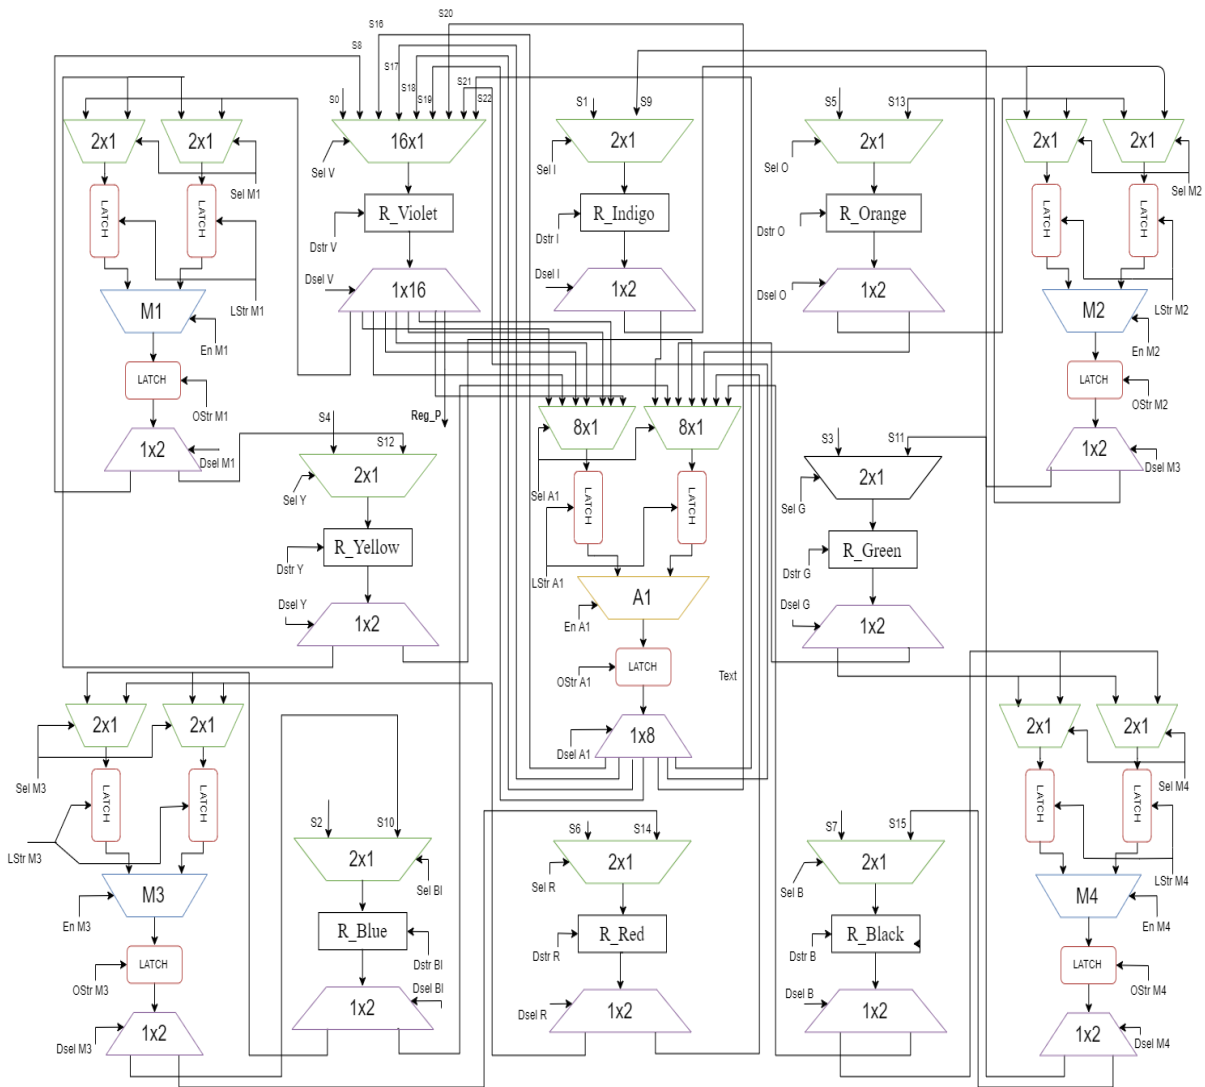 S20
S16
S8
S17
S18
S19
S21
S22
S0
S1
S9
S5
S13
2x1
2x1
16x1
2x1
2x1
2x1
2x1
Sel V
Sel I
Sel O
Sel M1
Sel M2
LATCH
LATCH
R_Violet
R_Indigo
R_Orange
LATCH
LATCH
Dstr V
Dstr I
Dstr O
Dsel V
Dsel I
Dsel O
1x16
1x2
1x2
LStr M1
LStr M2
M1
M2
En M1
En M2
LATCH
LATCH
OStr M1
OStr M2
Reg_P
S4
S12
S3
S11
8x1
8x1
1x2
Dsel M1
1x2
Dsel M3
2x1
2x1
Sel Y
Sel A1
Sel G
LATCH
LATCH
R_Yellow
R_Green
Dstr Y
LStr A1
Dstr G
Dsel Y
A1
Dsel G
1x2
En A1
1x2
LATCH
OStr A1
Text
2x1
2x1
1x8
2x1
2x1
Dsel A1
Sel M3
Sel M4
LATCH
LATCH
LATCH
LATCH
S2
S10
S6
S14
S7
S15
LStr M3
2x1
2x1
2x1
Sel Bl
Sel R
Sel B
LStr M4
M3
M4
En M3
En M4
R_Blue
R_Red
R_Black
Dstr Bl
Dstr R
Dstr B
LATCH
LATCH
OStr M3
OStr M4
Dsel Bl
Dsel R
Dsel B
1x2
1x2
1x2
1x2
1x2
Dsel M3
Dsel M4